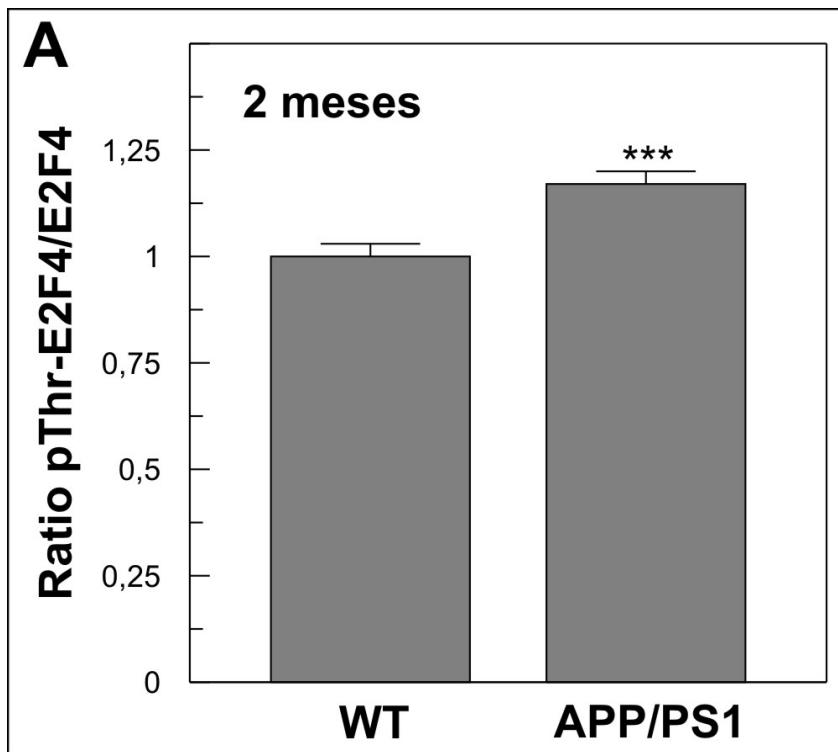 A
2 meses
Ratio pThr-E2F4/E2F4
1,25
1
0,75
0,5
0,25
0
***
WT
APP/PS1